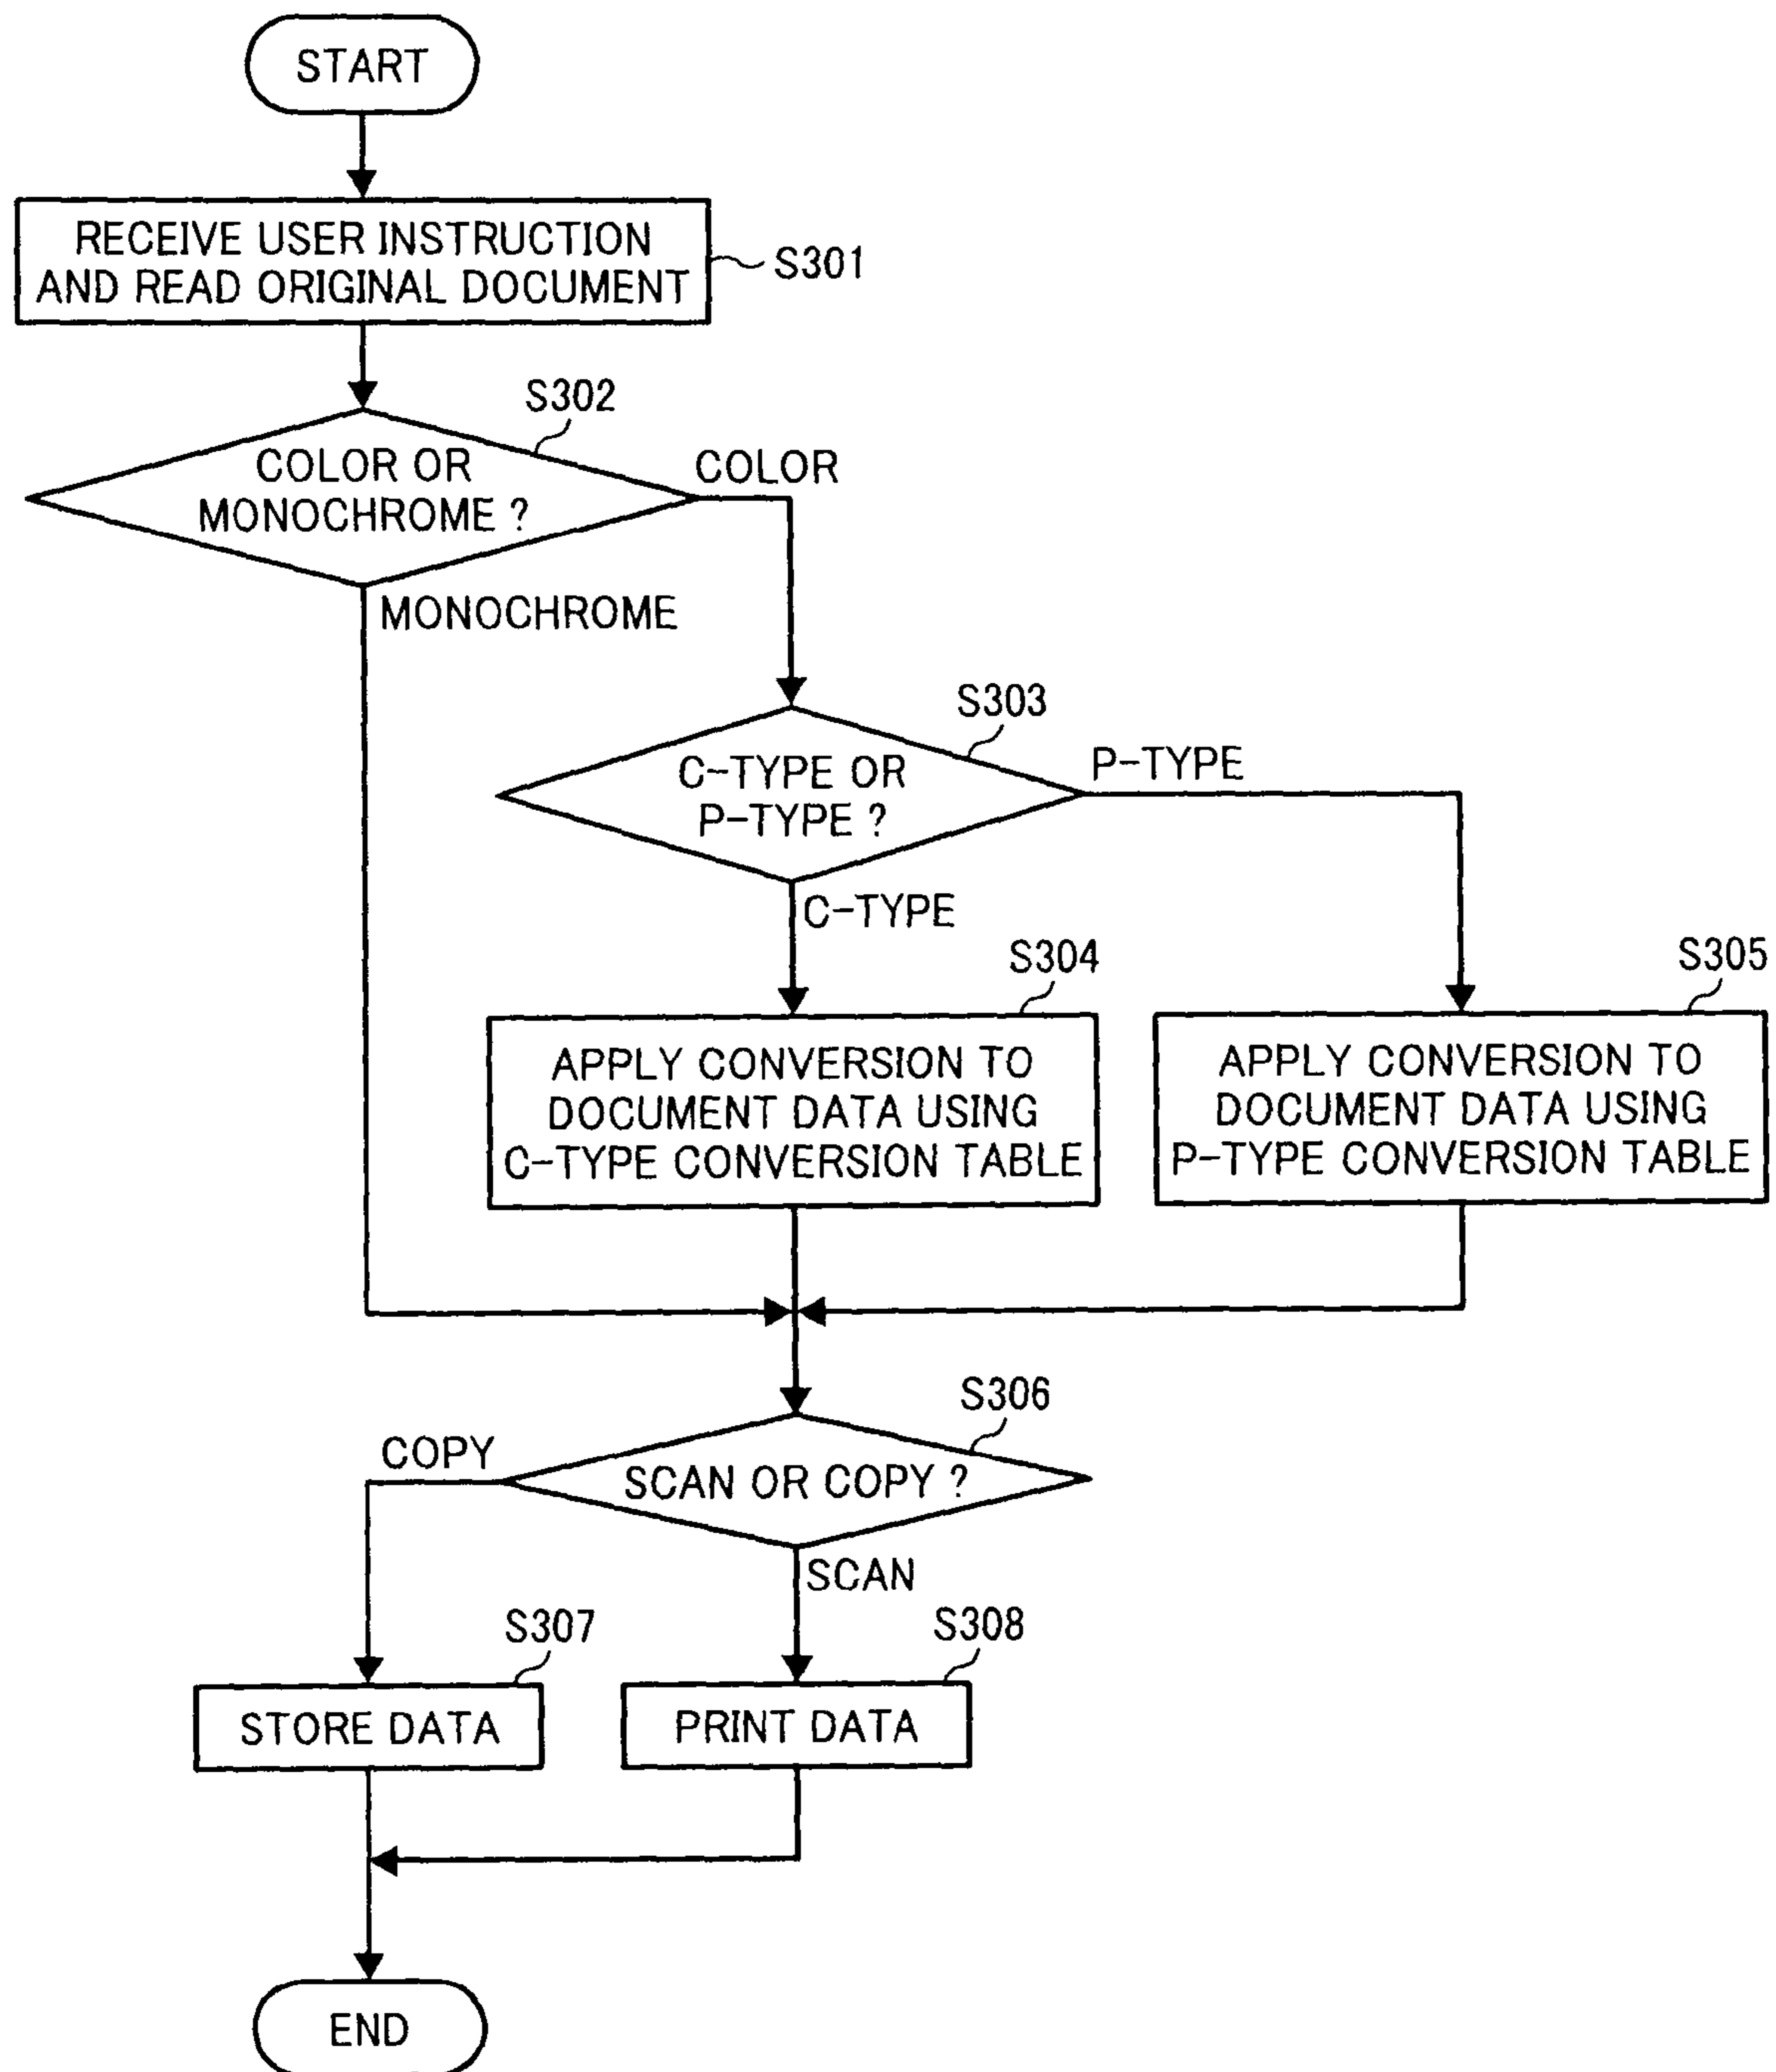 START
RECEIVE USER INSTRUCTION
AND READ ORIGINAL DOCUMENT
S301
S302
COLOR OR
MONOCHROME ?
COLOR
MONOCHROME
S303
C-TYPE OR
P-TYPE ?
P-TYPE
C-TYPE
S304
APPLY CONVERSION TO
DOCUMENT DATA USING
C-TYPE CONVERSION TABLE
S305
APPLY CONVERSION TO
DOCUMENT DATA USING
P-TYPE CONVERSION TABLE
S306
SCAN OR COPY ?
COPY
SCAN
S307
STORE DATA
S308
PRINT DATA
END